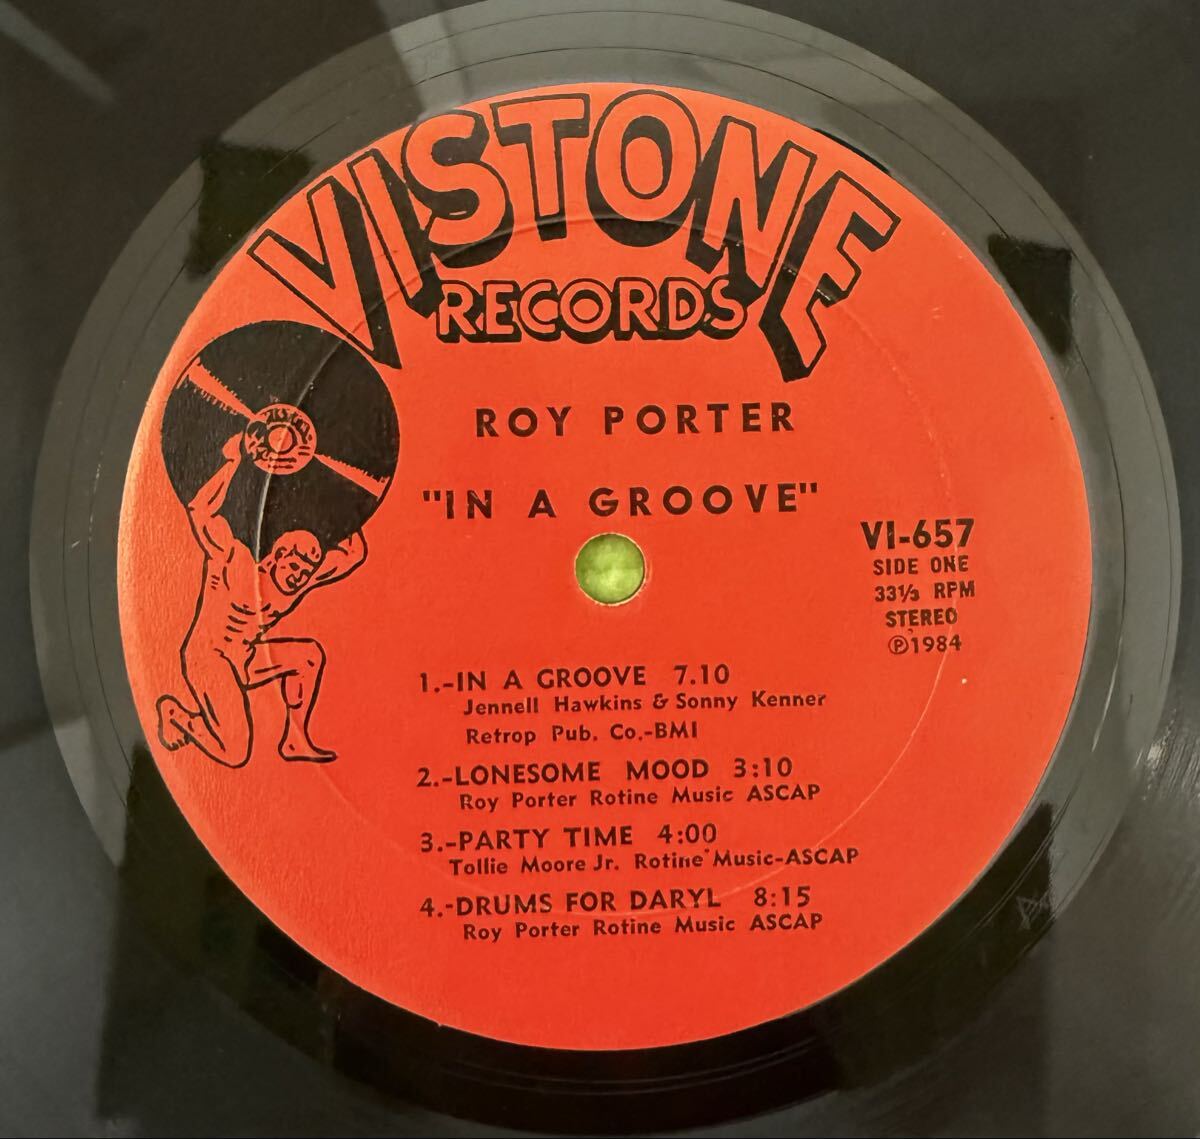 VISTONE
RECORDS
ROY PORTER
"IN A GROOVE"
VI-657
SIDE ONE
33⅓ RPM
STEREO
℗1984
1.-IN A GROOVE 7.10
Jennell Hawkins & Sonny Kenner
Retrop Pub. Co.-BMI
2.-LONESOME MOOD 3:10
Roy Porter Rotine Music ASCAP
3.-PARTY TIME 4:00
Tollie Moore Jr. Rotine Music-ASCAP
4.-DRUMS FOR DARYL 8:15
Roy Porter Rotine Music ASCAP